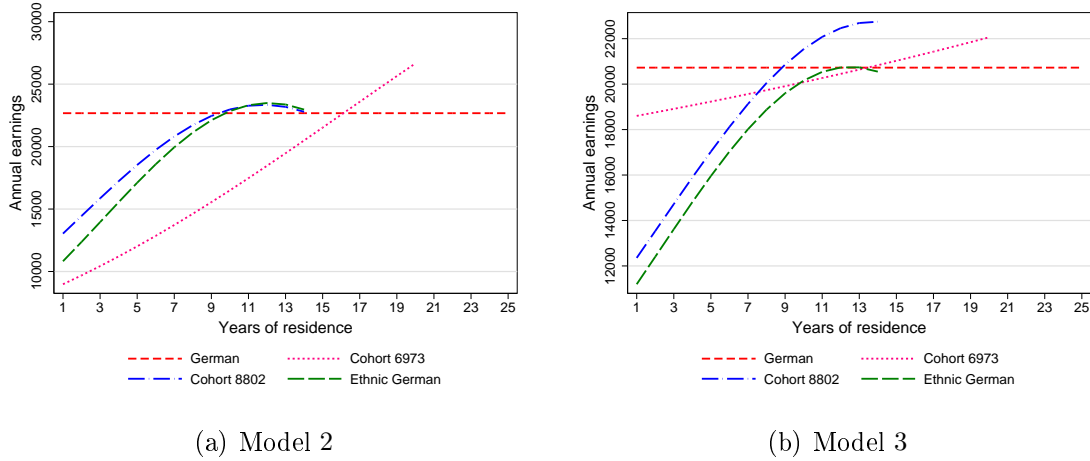 Annual earnings
30000
25000
20000
15000
10000
1 3 5 7 9 11 13 15 17 19 21 23 25
Years of residence
German
Cohort 6973
Cohort 8802
Ethnic German
(a) Model 2
Annual earnings
22000
20000
18000
16000
14000
12000
1 3 5 7 9 11 13 15 17 19 21 23 25
Years of residence
German
Cohort 6973
Cohort 8802
Ethnic German
(b) Model 3